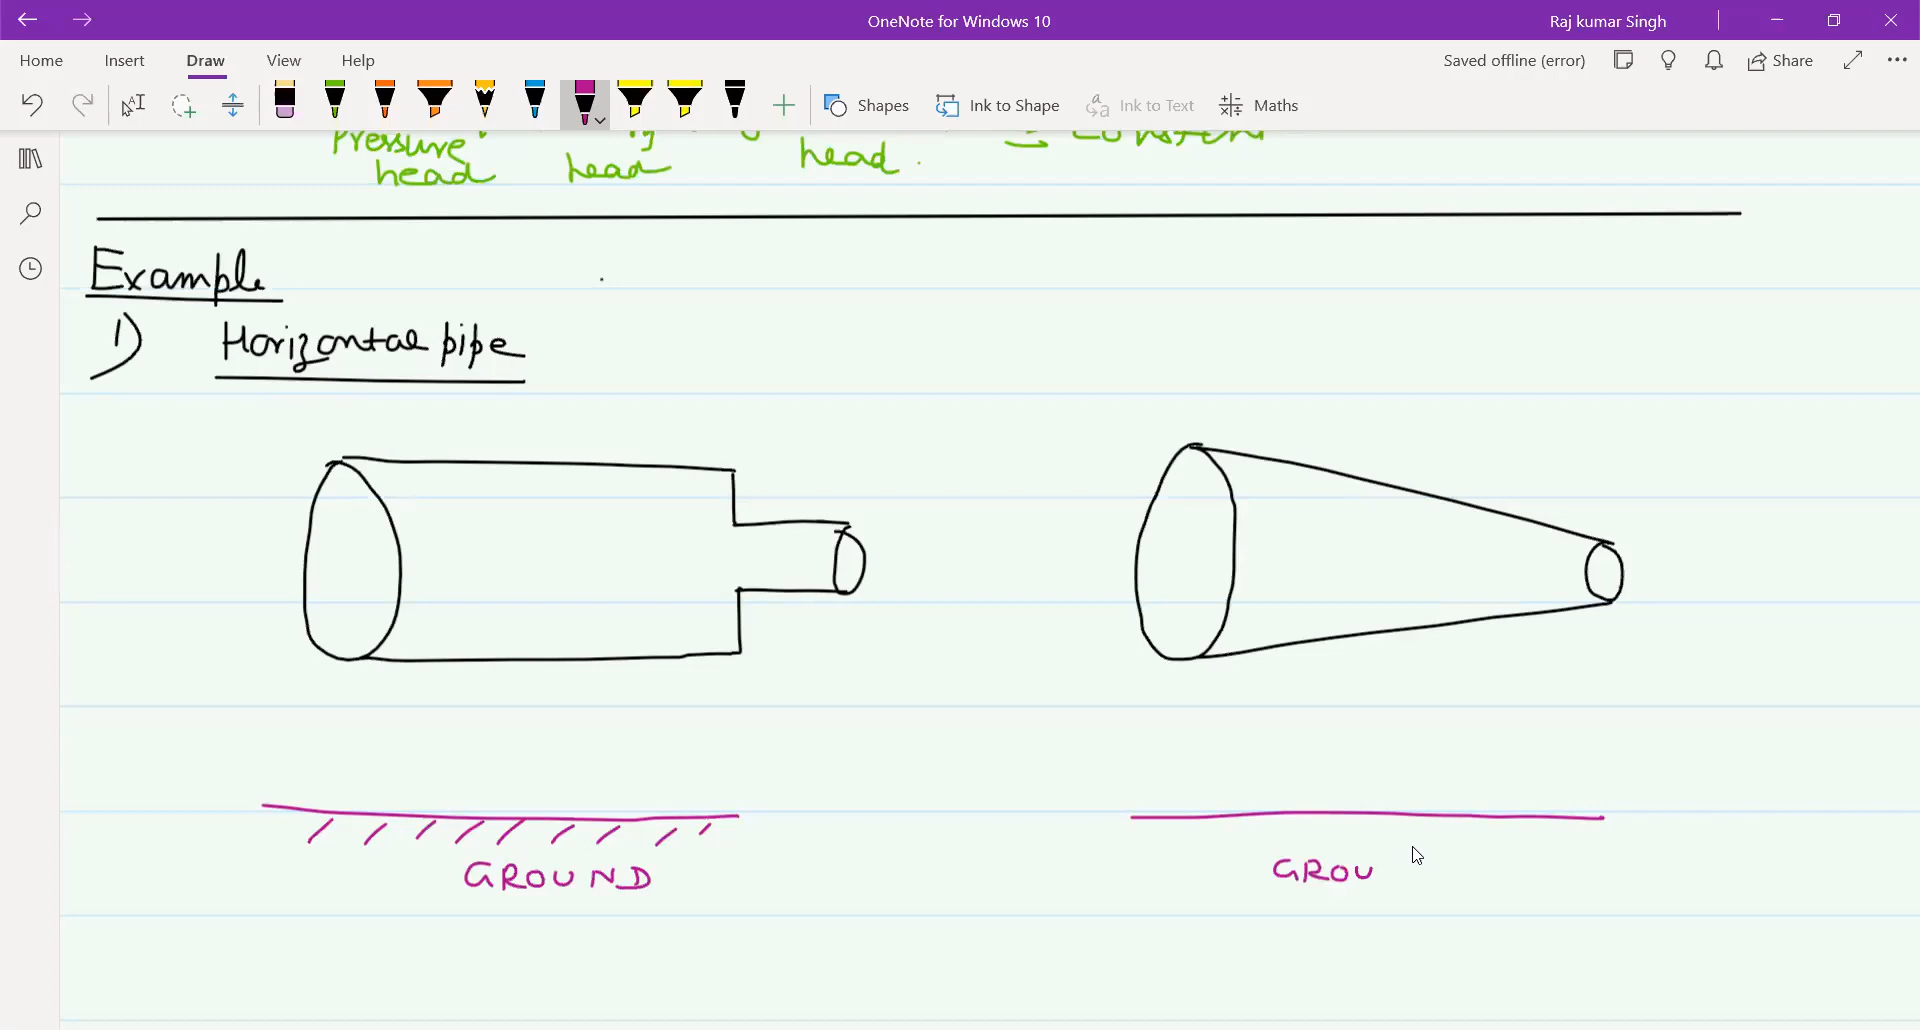 OneNote for Windows 10
Raj kumar Singh
Home Insert Draw View Help
Saved offline (error) Share
Shapes Ink to Shape Ink to Text Maths
Pressure
head head head .
Example
1) Horizontal pipe
GROUND
GROU